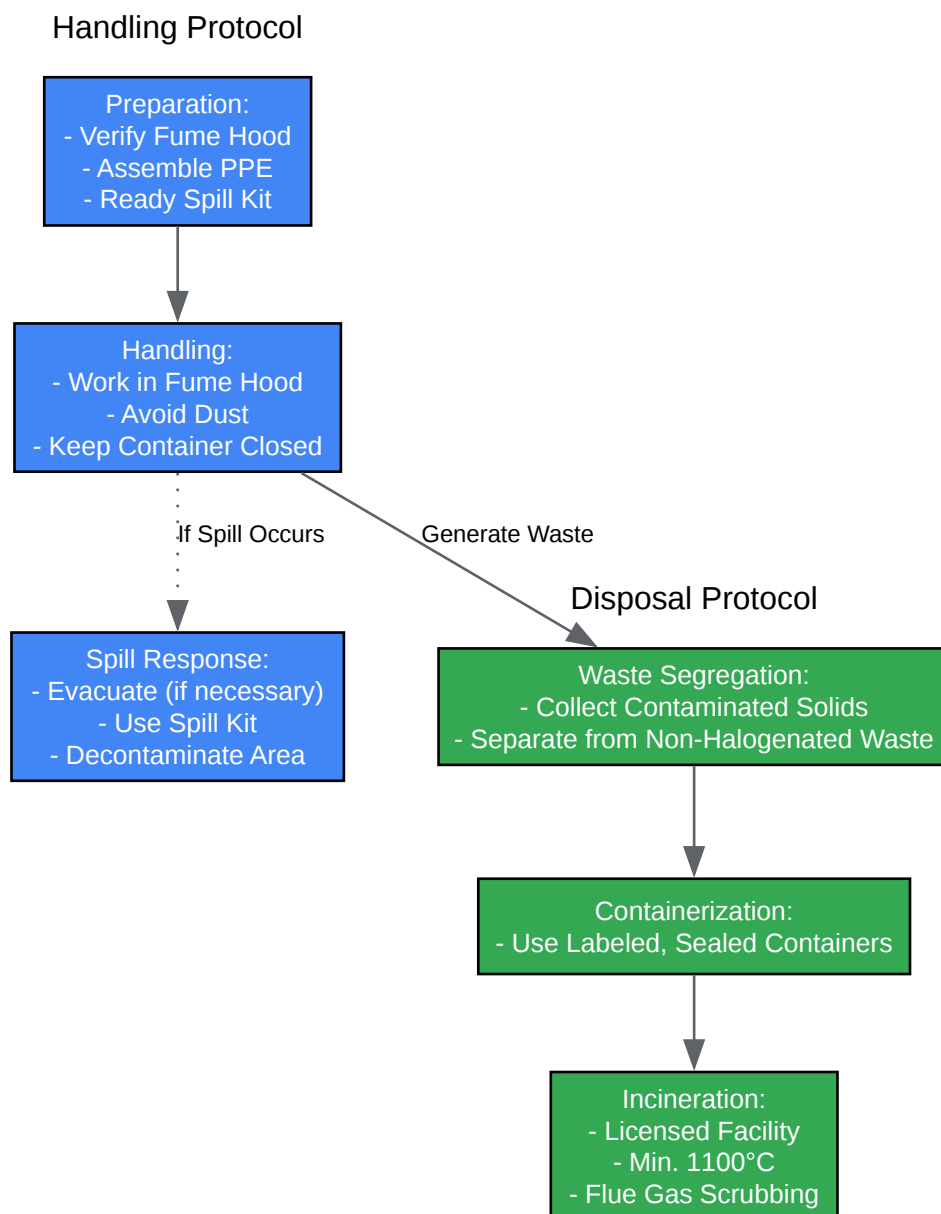 Handling Protocol
Preparation:
- Verify Fume Hood
- Assemble PPE
- Ready Spill Kit
Handling:
- Work in Fume Hood
- Avoid Dust
- Keep Container Closed
If Spill Occurs
Generate Waste
Spill Response:
- Evacuate (if necessary)
- Use Spill Kit
- Decontaminate Area
Disposal Protocol
Waste Segregation:
- Collect Contaminated Solids
- Separate from Non-Halogenated Waste
Containerization:
- Use Labeled, Sealed Containers
Incineration:
- Licensed Facility
- Min. 1100°C
- Flue Gas Scrubbing